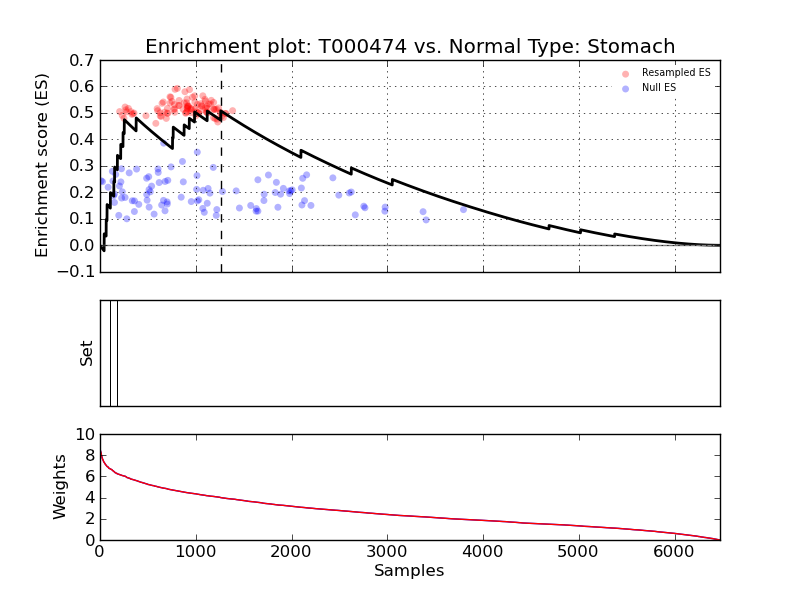 Enrichment plot: T000474 vs. Normal Type: Stomach
Enrichment score (ES)
0.7
0.6
0.5
0.4
0.3
0.2
0.1
0.0
−0.1
Resampled ES
Null ES
Set
Weights
10
8
6
4
2
0
0 1000 2000 3000 4000 5000 6000
Samples